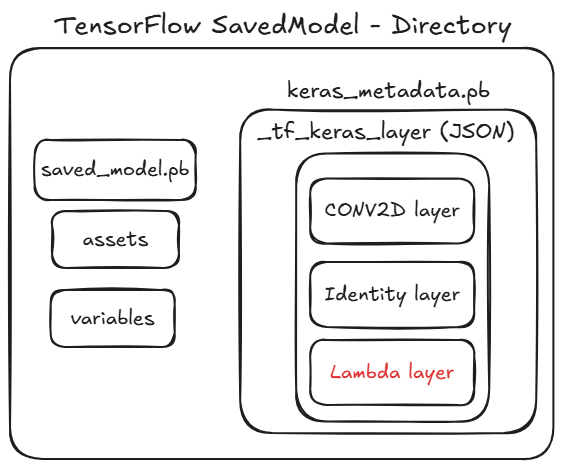 TensorFlow SavedModel - Directory
keras_metadata.pb
_tf_keras_layer (JSON)
saved_model.pb
assets
variables
CONV2D layer
Identity layer
Lambda layer